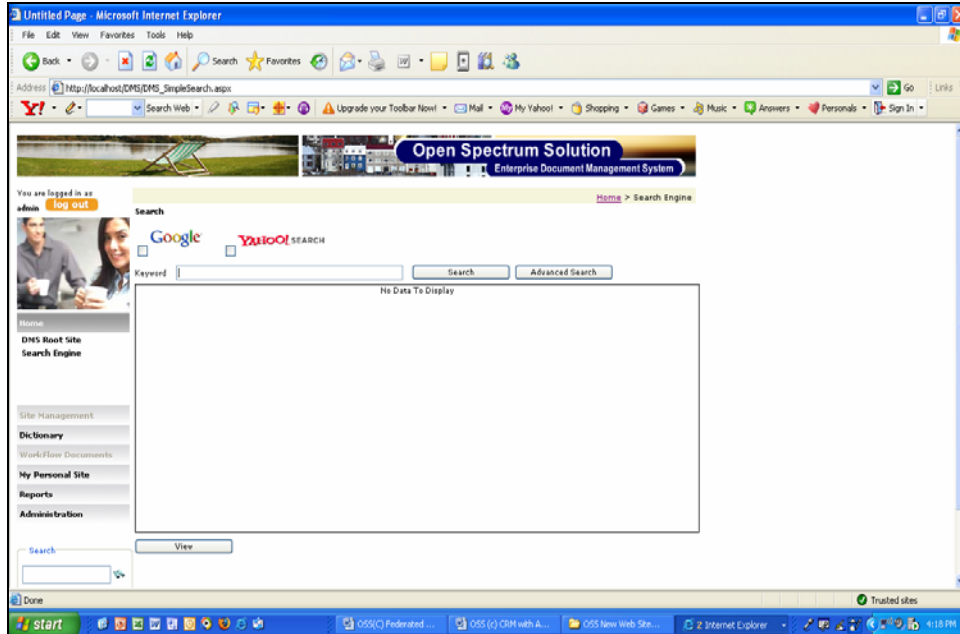 Untitled Page - Microsoft Internet Explorer
File Edit View Favorites Tools Help
Back Search Favorites
Address http://localhost/DMS/DMS_SimpleSearch.aspx Go Links
Y! Search Web Upgrade your Toolbar Now! Mail My Yahoo! Shopping Games Music Answers Personals Sign In
Open Spectrum Solution
Enterprise Document Management System
You are logged in as
admin log out
Home > Search Engine
Search
Google YAHOO! SEARCH
Keyword Search Advanced Search
No Data To Display
Home
DMS Root Site
Search Engine
Site Management
Dictionary
WorkFlow Documents
My Personal Site
Reports
Administration
View
Search
Done Trusted sites
start OSS(C) Federated ... OSS (c) CRM with A... OSS New Web Site... 2 Internet Explorer 4:18 PM